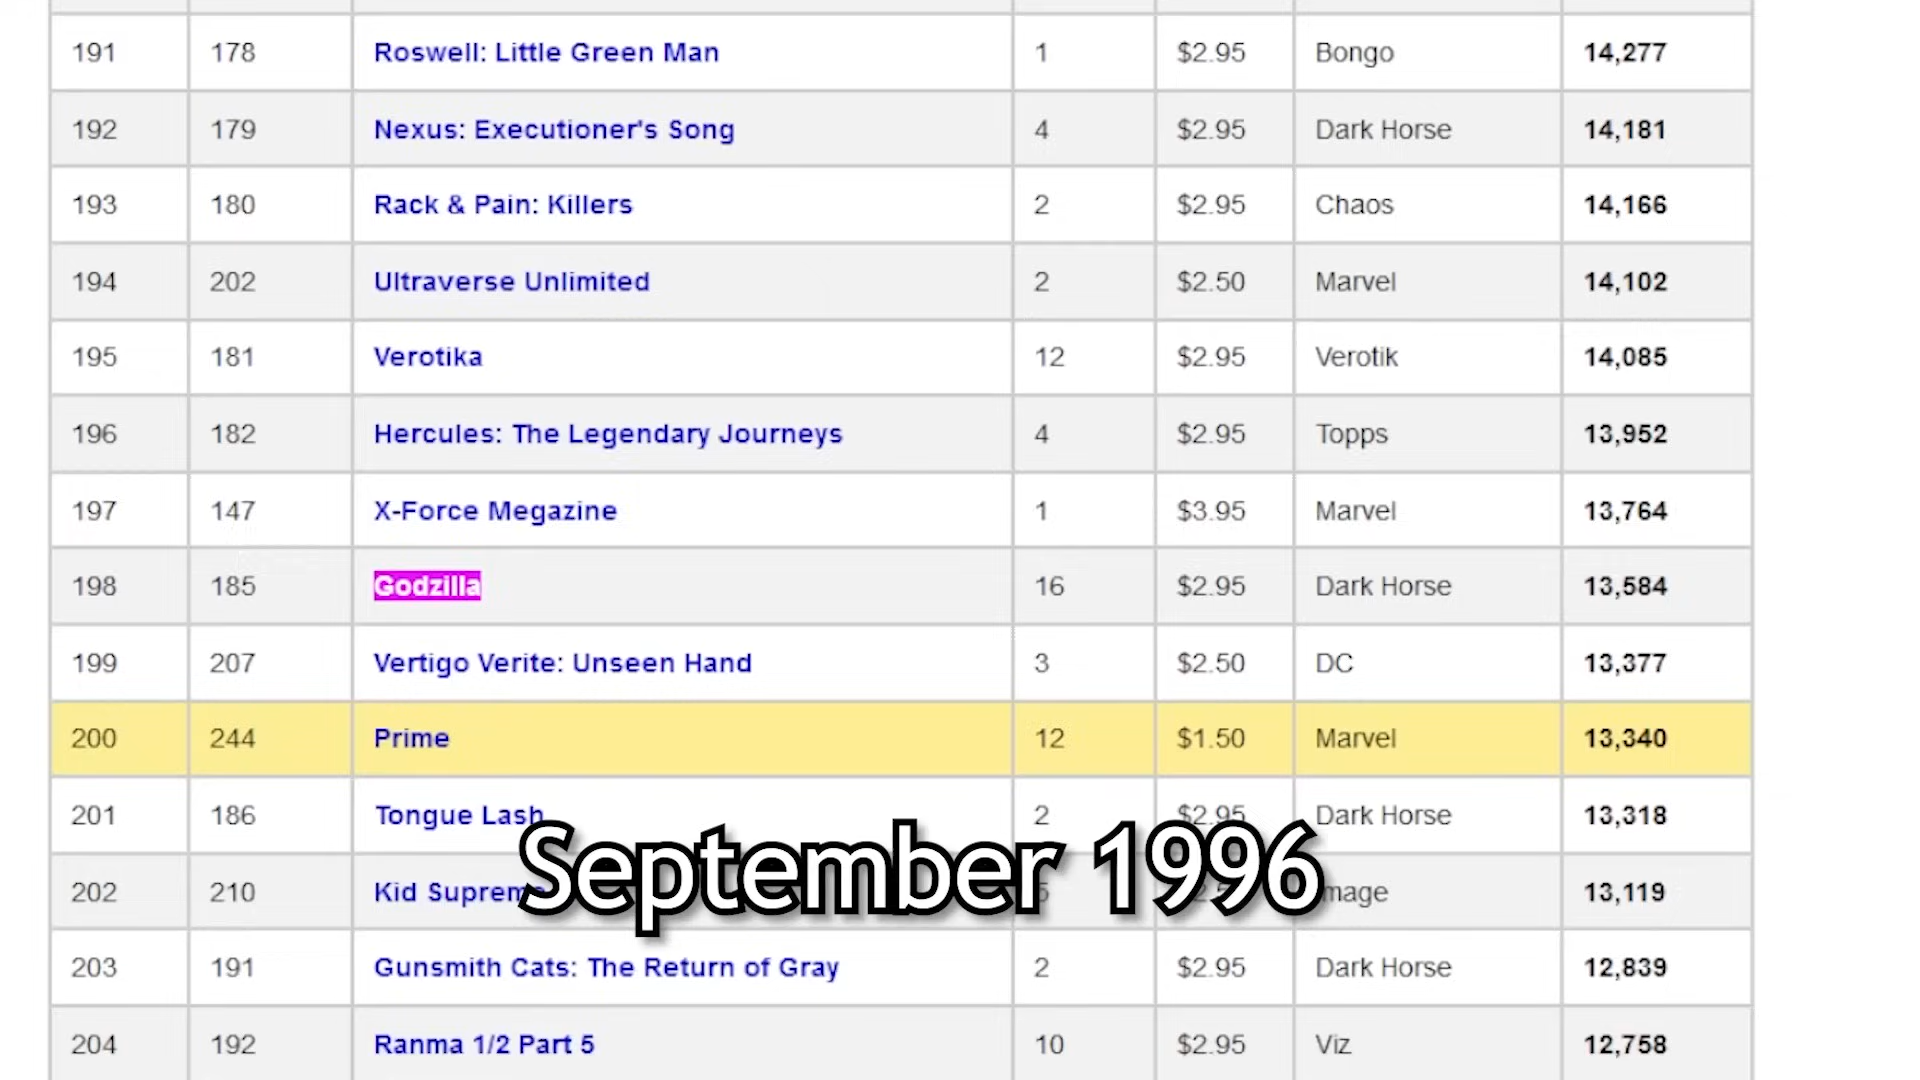 191 178 Roswell: Little Green Man 1 $2.95 Bongo 14,277
192 179 Nexus: Executioner's Song 4 $2.95 Dark Horse 14,181
193 180 Rack & Pain: Killers 2 $2.95 Chaos 14,166
194 202 Ultraverse Unlimited 2 $2.50 Marvel 14,102
195 181 Verotika 12 $2.95 Verotik 14,085
196 182 Hercules: The Legendary Journeys 4 $2.95 Topps 13,952
197 147 X-Force Megazine 1 $3.95 Marvel 13,764
198 185 Godzilla 16 $2.95 Dark Horse 13,584
199 207 Vertigo Verite: Unseen Hand 3 $2.50 DC 13,377
200 244 Prime 12 $1.50 Marvel 13,340
201 186 Tongue Lash 2 $2.95 Dark Horse 13,318
September 1996
202 210 Kid Supreme 13,119
203 191 Gunsmith Cats: The Return of Gray 2 $2.95 Dark Horse 12,839
204 192 Ranma 1/2 Part 5 10 $2.95 Viz 12,758